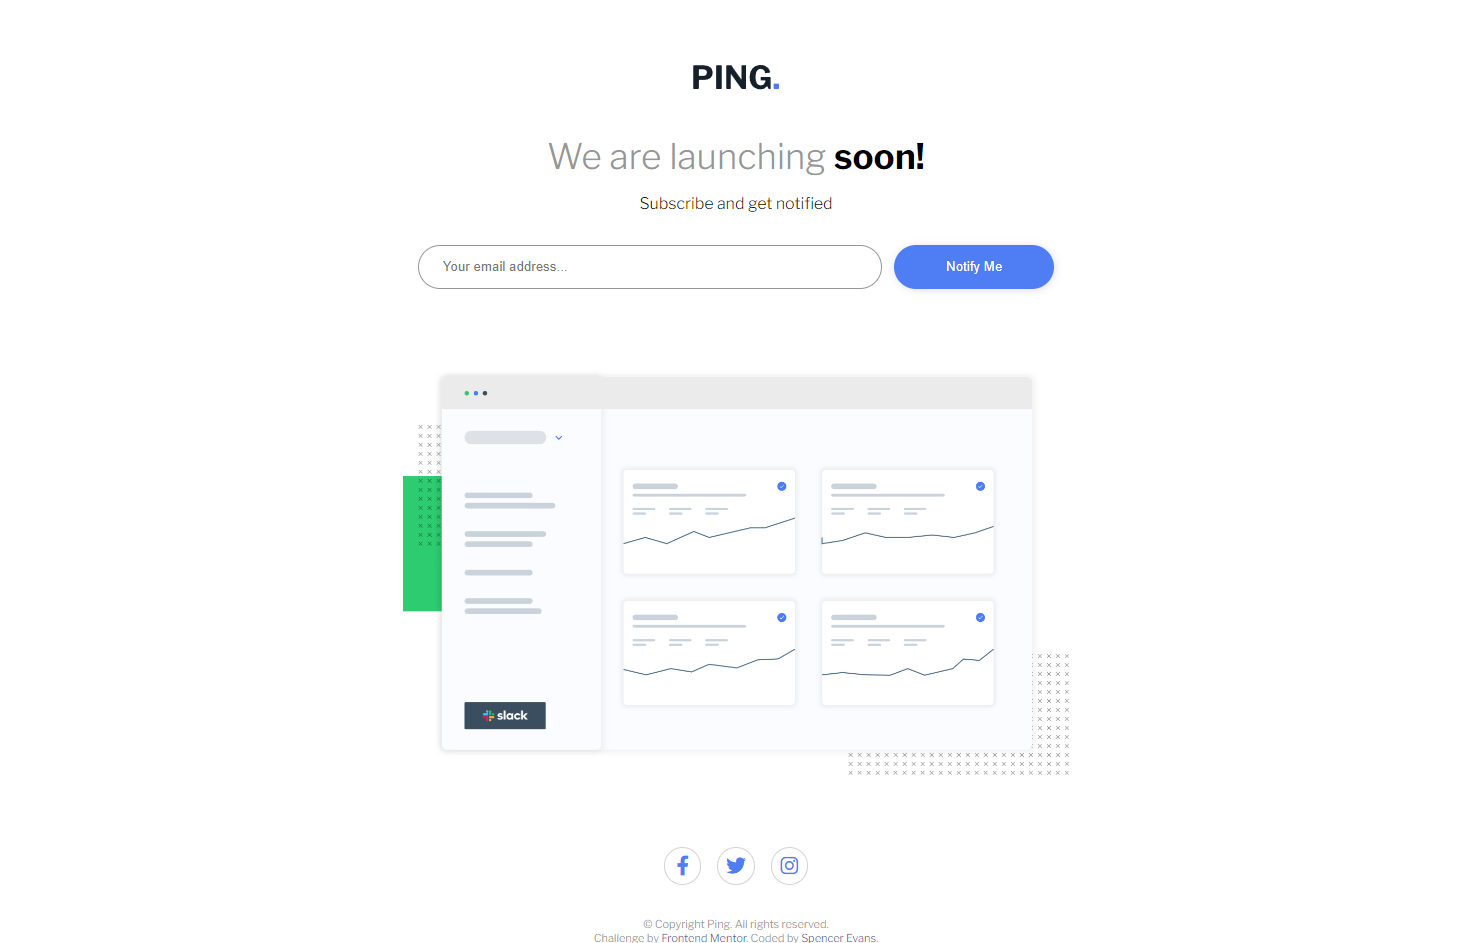 PING.
We are launching soon!
Subscribe and get notified
Your email address...
Notify Me
slack
© Copyright Ping. All rights reserved.
Challenge by Frontend Mentor. Coded by Spencer Evans.